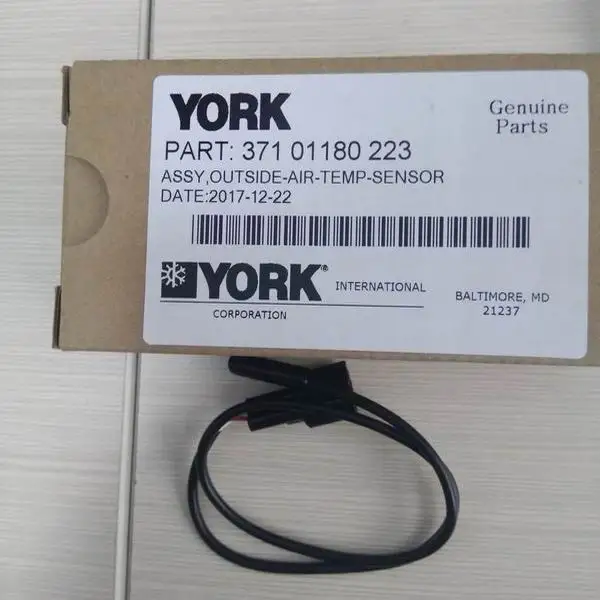 YORK
Genuine
Parts
PART: 371 01180 223
ASSY,OUTSIDE-AIR-TEMP-SENSOR
DATE:2017-12-22
YORK® INTERNATIONAL
CORPORATION
BALTIMORE, MD
21237